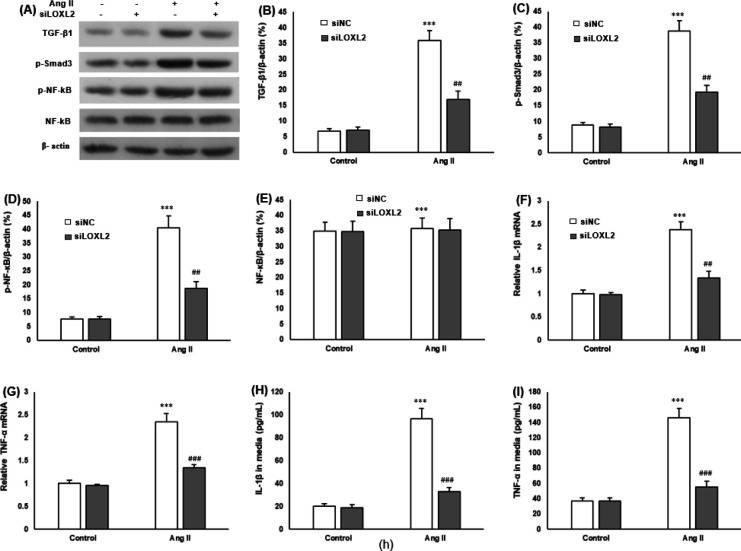 (A)
Ang II - - + +
siLOXL2 - + - +
TGF-β1
p-Smad3
p-NF-kB
NF-kB
β- actin
(B)
TGF-β1/β-actin (%)
45
40
35
30
25
20
15
10
5
0
siNC
siLOXL2
***
##
Control
Ang II
(C)
p-Smad3/β-actin (%)
45
40
35
30
25
20
15
10
5
0
siNC
siLOXL2
***
##
Control
Ang II
(D)
p-NF-κB/β-actin (%)
50
45
40
35
30
25
20
15
10
5
0
siNC
siLOXL2
***
##
Control
Ang II
(E)
NF-κB/β-actin (%)
45
40
35
30
25
20
15
10
5
0
siNC
siLOXL2
***
Control
Ang II
(F)
Relative IL-1β mRNA
3
2.5
2
1.5
1
0.5
0
siNC
siLOXL2
***
##
Control
Ang II
(G)
Relative TNF-α mRNA
3
2.5
2
1.5
1
0.5
0
***
###
Control
Ang II
(H)
IL-1β in media (pg/mL)
120
100
80
60
40
20
0
***
###
Control
Ang II
(I)
TNF-α in media (pg/mL)
180
160
140
120
100
80
60
40
20
0
***
###
Control
Ang II
(h)